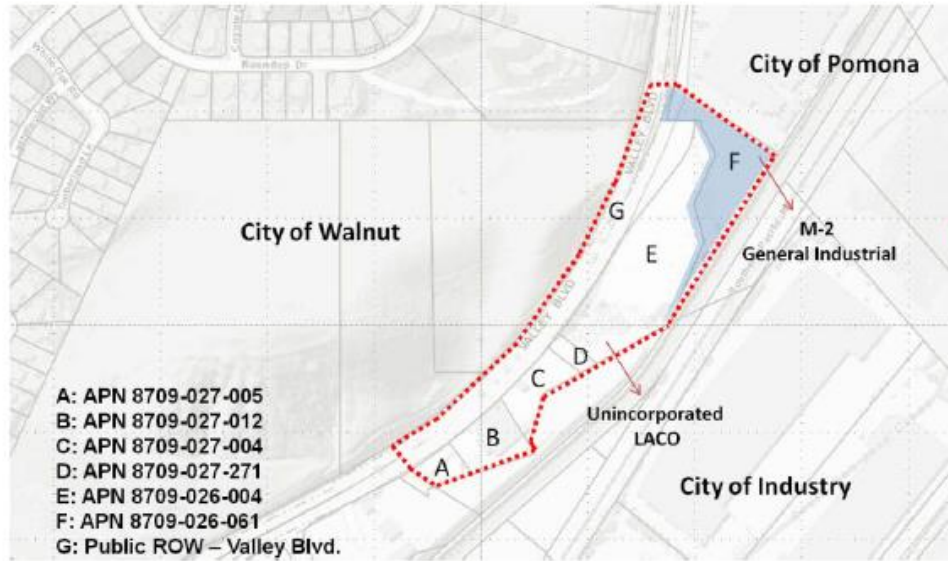 City of Pomona
Roundup Dr
VALLEY BLVD
F
G
City of Walnut
M-2
General Industrial
E
VALLEY BLVD
D
C
Unincorporated
LACO
B
A
City of Industry
A: APN 8709-027-005
B: APN 8709-027-012
C: APN 8709-027-004
D: APN 8709-027-271
E: APN 8709-026-004
F: APN 8709-026-061
G: Public ROW – Valley Blvd.